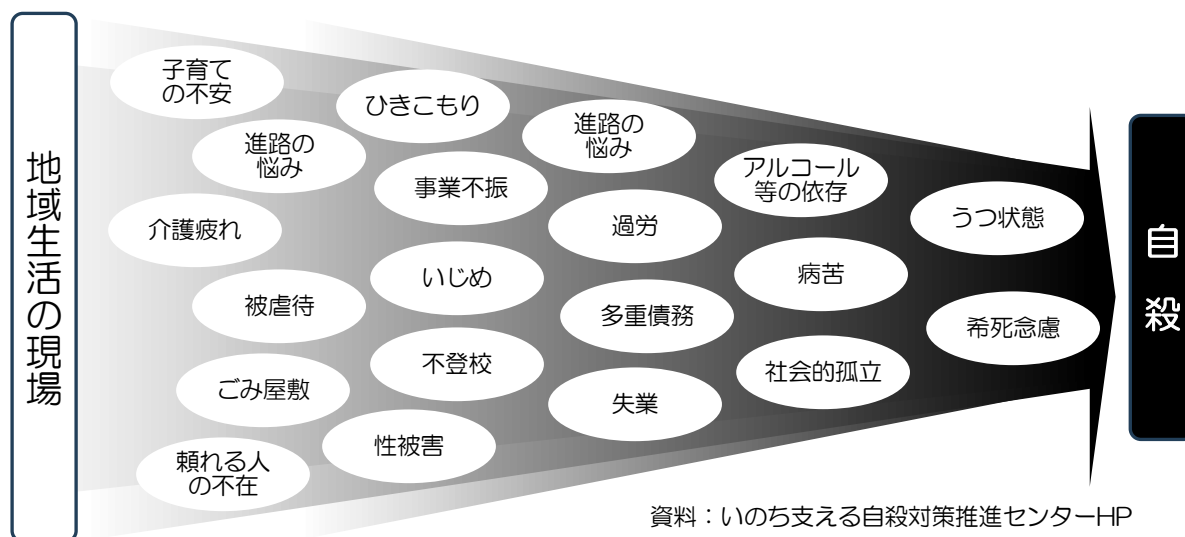 地域生活の現場
子育て
の不安
進路の
悩み
介護疲れ
被虐待
ごみ屋敷
頼れる人
の不在
ひきこもり
事業不振
いじめ
不登校
性被害
進路の
悩み
過労
多重債務
失業
アルコール
等の依存
病苦
社会的孤立
うつ状態
希死念慮
自殺
資料：いのち支える自殺対策推進センターHP